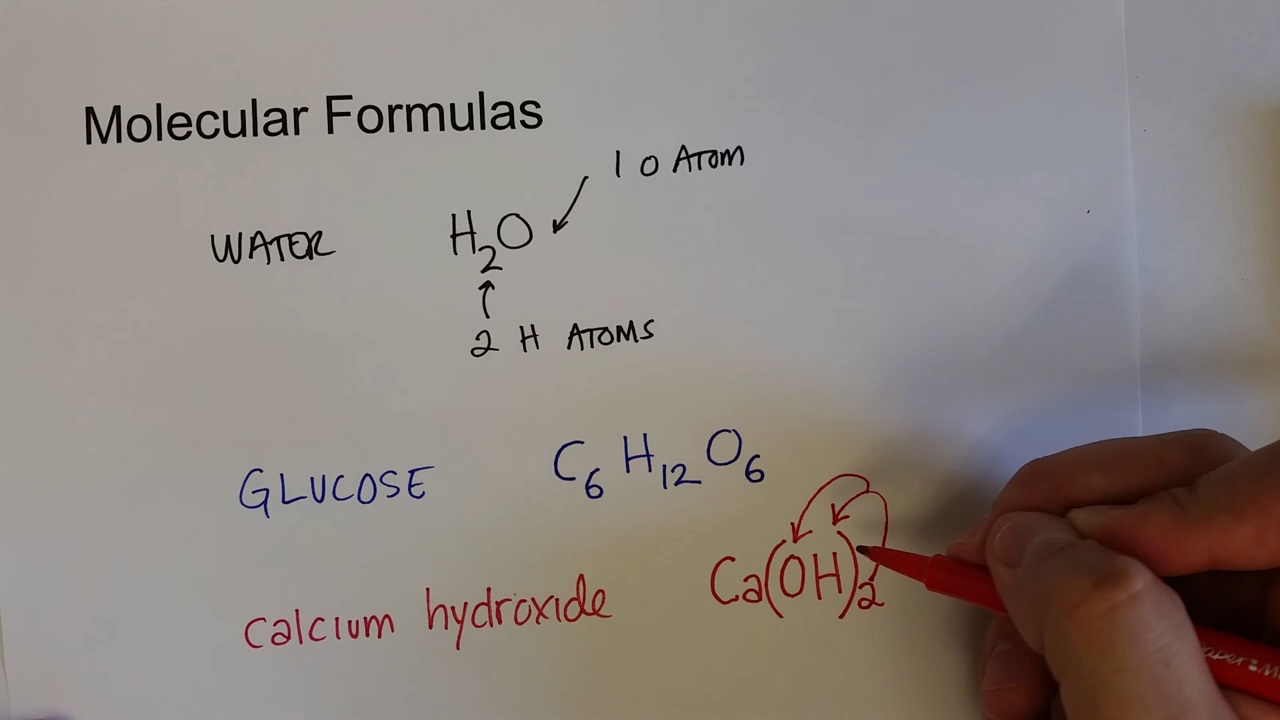 Molecular Formulas
1 O ATOM
WATER H₂O
2 H ATOMS
GLUCOSE C₆H₁₂O₆
calcium hydroxide Ca(OH)₂